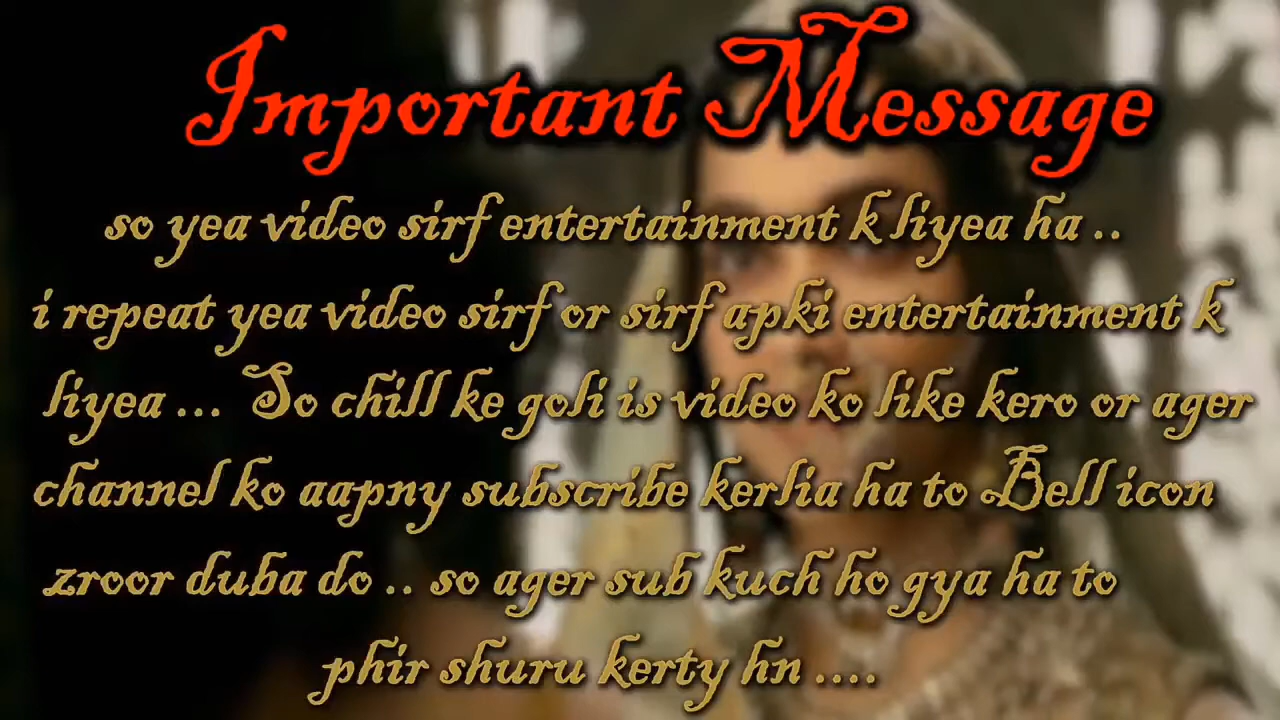 Important Message
so yea video sirf entertainment k liyea ha ..
i repeat yea video sirf or sirf apki entertainment k
liyea ... So chill ke goli is video ko like kero or ager
channel ko aapny subscribe kerlia ha to Bell icon
zroor duba do .. so ager sub kuch ho gya ha to
phir shuru kerty hn ....